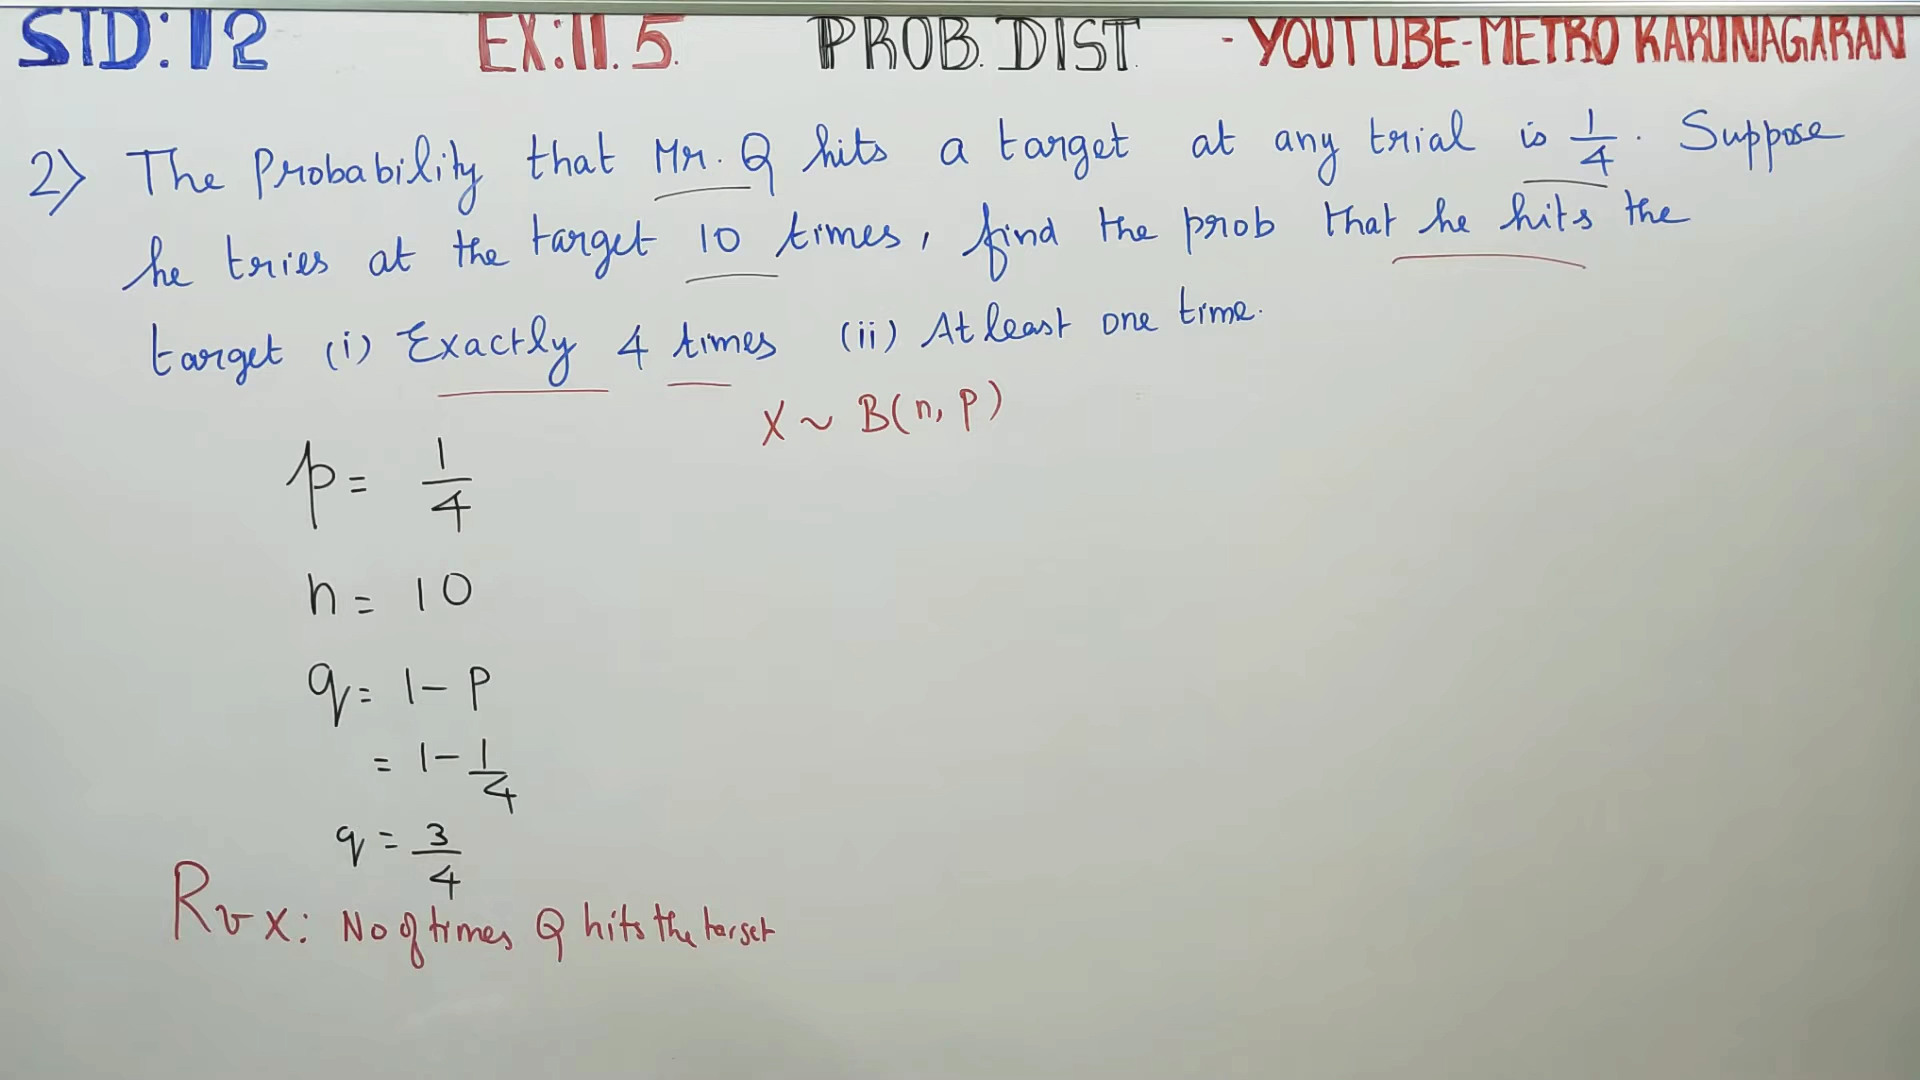 STD:12 EX:11.5. PROB. DIST. - YOUTUBE-METRO KARUNAGARAN
2) The Probability that Mr. Q hits a target at any trial is 1/4. Suppose
he tries at the target 10 times, find the prob that he hits the
target (i) Exactly 4 times (ii) At least one time.
X ~ B(n, p)
p = 1/4
n = 10
q = 1 - P
= 1 - 1/4
q = 3/4
Rv X: No of times Q hits the target